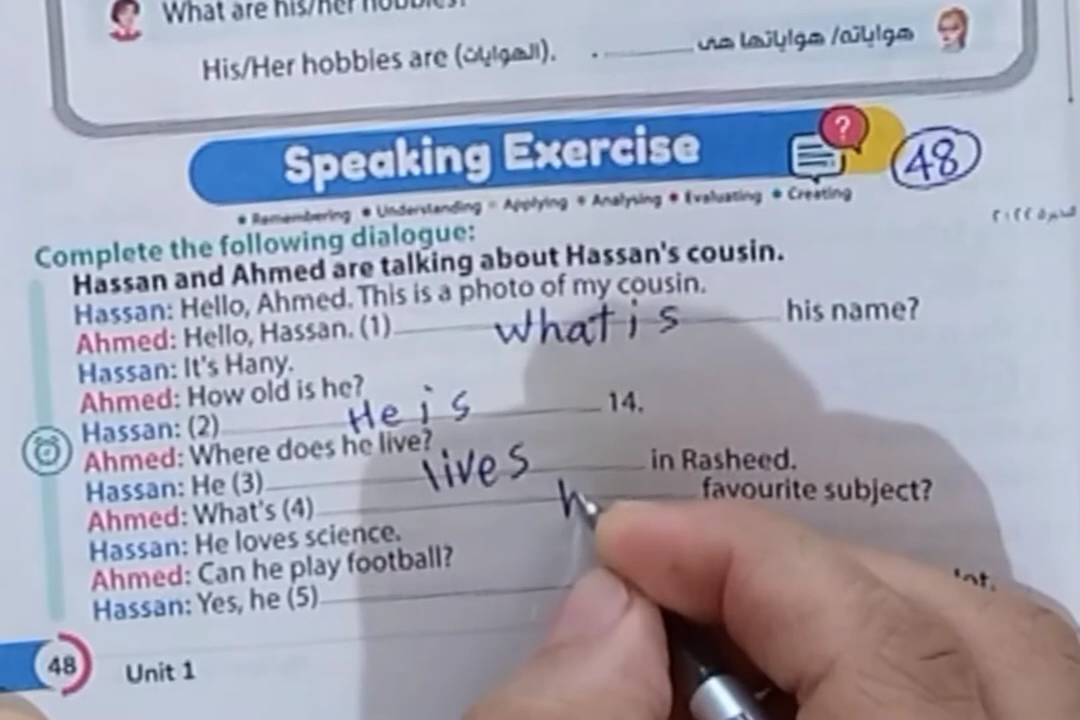 What are his/her hobbies?
His/Her hobbies are (الهوايات). هواياته/ هواياتها هى ______ .
Speaking Exercise ? 48
• Remembering • Understanding • Applying • Analysing • Evaluating • Creating
Complete the following dialogue:
Hassan and Ahmed are talking about Hassan's cousin.
Hassan: Hello, Ahmed. This is a photo of my cousin.
Ahmed: Hello, Hassan. (1) what is his name?
Hassan: It's Hany.
Ahmed: How old is he?
Hassan: (2) He is 14.
Ahmed: Where does he live?
Hassan: He (3) lives in Rasheed.
Ahmed: What's (4) h favourite subject?
Hassan: He loves science.
Ahmed: Can he play football?
Hassan: Yes, he (5)
48 Unit 1